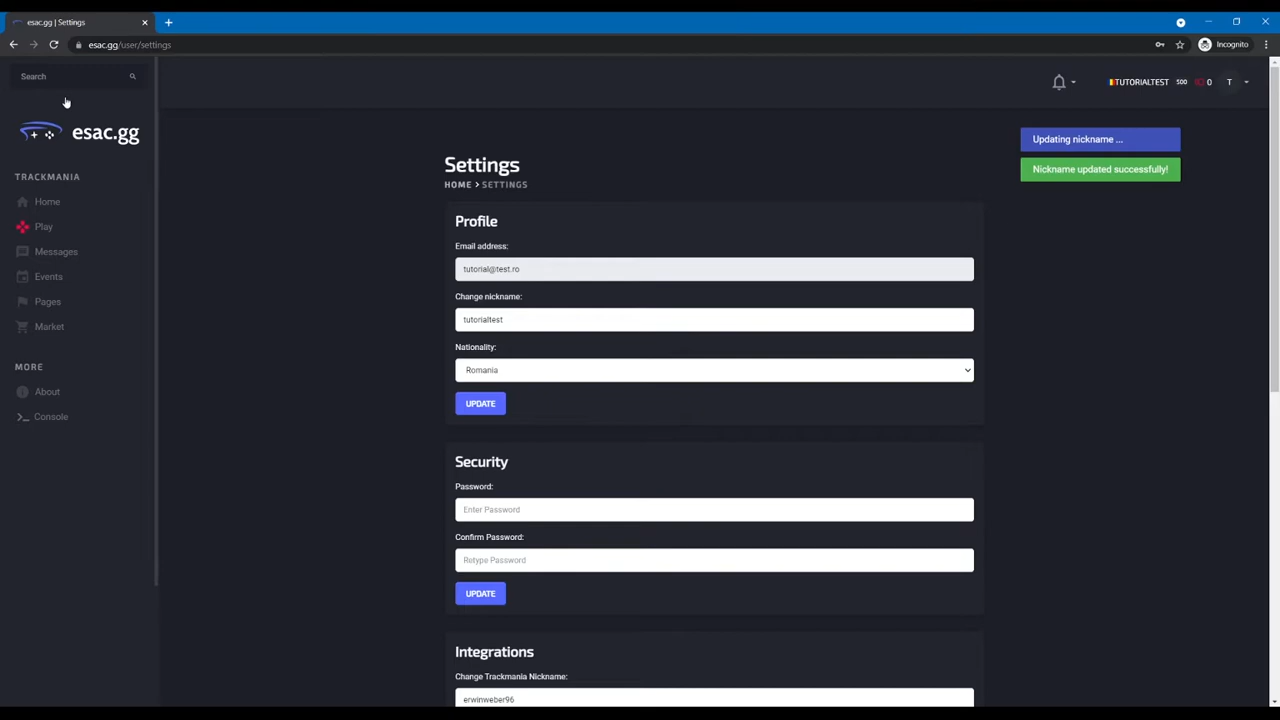 esac.gg | Settings
esac.gg/user/settings
Incognito
Search
esac.gg
TRACKMANIA
Home
Play
Messages
Events
Pages
Market
MORE
About
Console
TUTORIALTEST 500 0 T
Updating nickname ...
Nickname updated successfully!
Settings
HOME > SETTINGS
Profile
Email address:
tutorial@test.ro
Change nickname:
tutorialtest
Nationality:
Romania
UPDATE
Security
Password:
Enter Password
Confirm Password:
Retype Password
UPDATE
Integrations
Change Trackmania Nickname:
erwinweber96